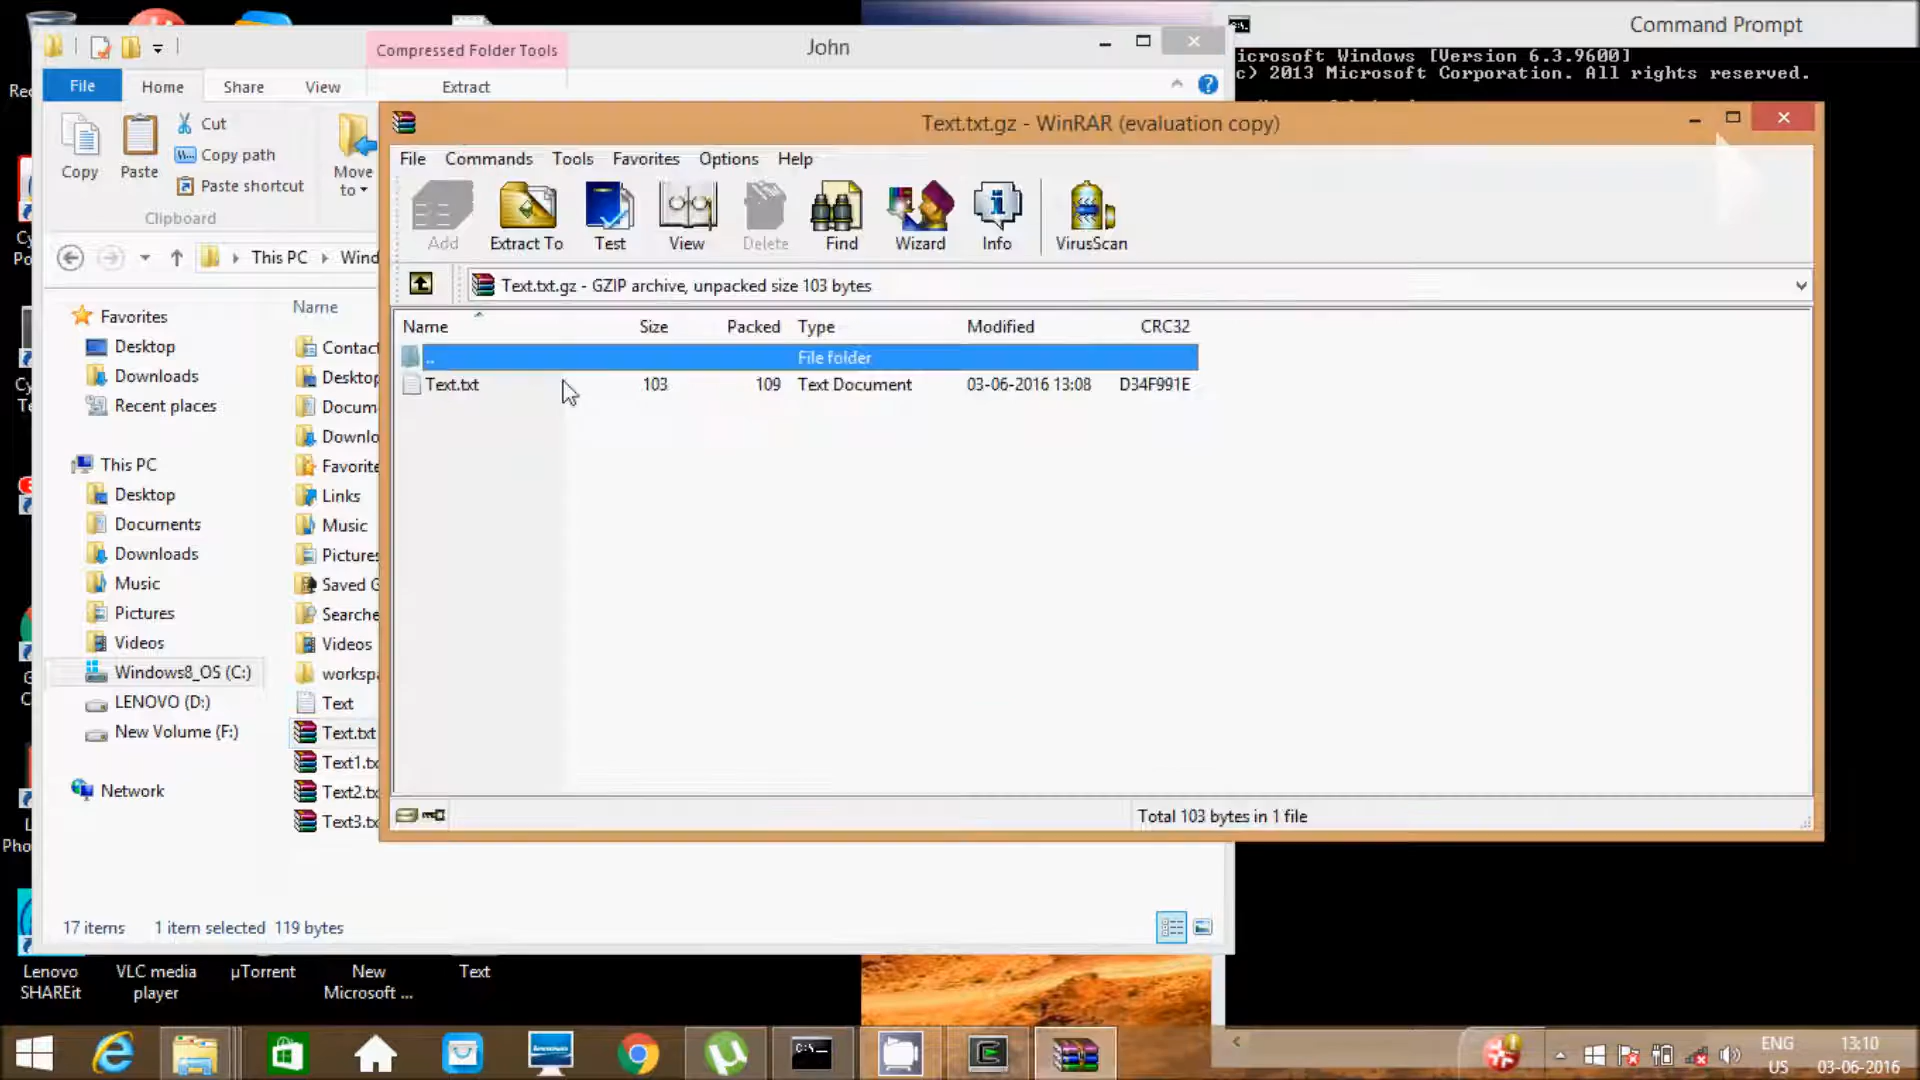 Compressed Folder Tools
John
Command Prompt
File
Home
Share
View
Extract
icrosoft Windows [Version 6.3.9600]
c) 2013 Microsoft Corporation. All rights reserved.
Copy
Paste
Cut
Copy path
Paste shortcut
Move
to
Clipboard
This PC
Wind
Text.txt.gz - WinRAR (evaluation copy)
File
Commands
Tools
Favorites
Options
Help
Add
Extract To
Test
View
Delete
Find
Wizard
Info
VirusScan
Text.txt.gz - GZIP archive, unpacked size 103 bytes
Name
Size
Packed
Type
Modified
CRC32
..
File folder
Text.txt
103
109
Text Document
03-06-2016 13:08
D34F991E
Total 103 bytes in 1 file
Favorites
Desktop
Downloads
Recent places
This PC
Desktop
Documents
Downloads
Music
Pictures
Videos
Windows8_OS (C:)
LENOVO (D:)
New Volume (F:)
Network
Name
Contac
Desktop
Docum
Downlo
Favorite
Links
Music
Pictures
Saved G
Searche
Videos
worksp
Text
Text.txt
Text1.tx
Text2.tx
Text3.tx
17 items
1 item selected
119 bytes
Lenovo
SHAREit
VLC media
player
µTorrent
New
Microsoft ...
Text
ENG
US
13:10
03-06-2016